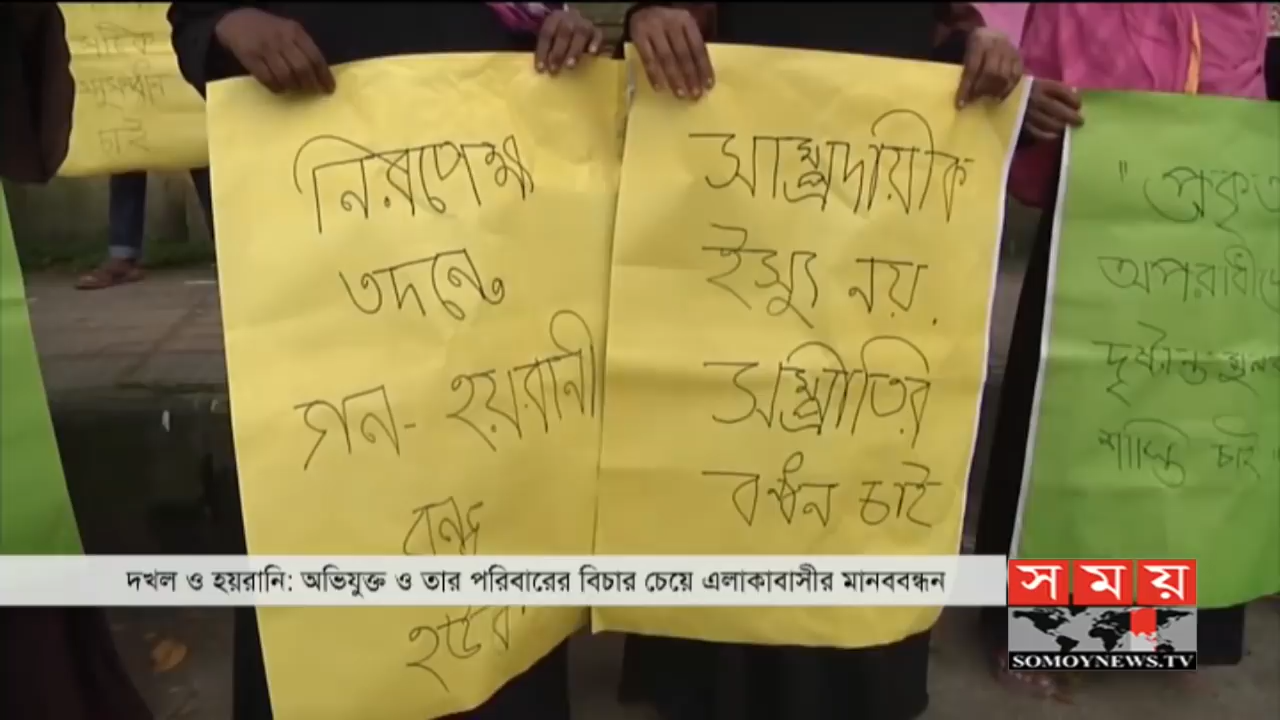 চাই
নিরপেক্ষ
তদন্তে
গন-হয়রানী
বন্দ
সাম্প্রদায়ীক
ইস্যু নয়.
সম্প্রীতির
বন্ধন চাই
" প্রকৃত
অপরাধীর
দৃষ্টান্ত
শাস্তি চাই "
দখল ও হয়রানি: অভিযুক্ত ও তার পরিবারের বিচার চেয়ে এলাকাবাসীর মানববন্ধন
সময়
SOMOYNEWS.TV